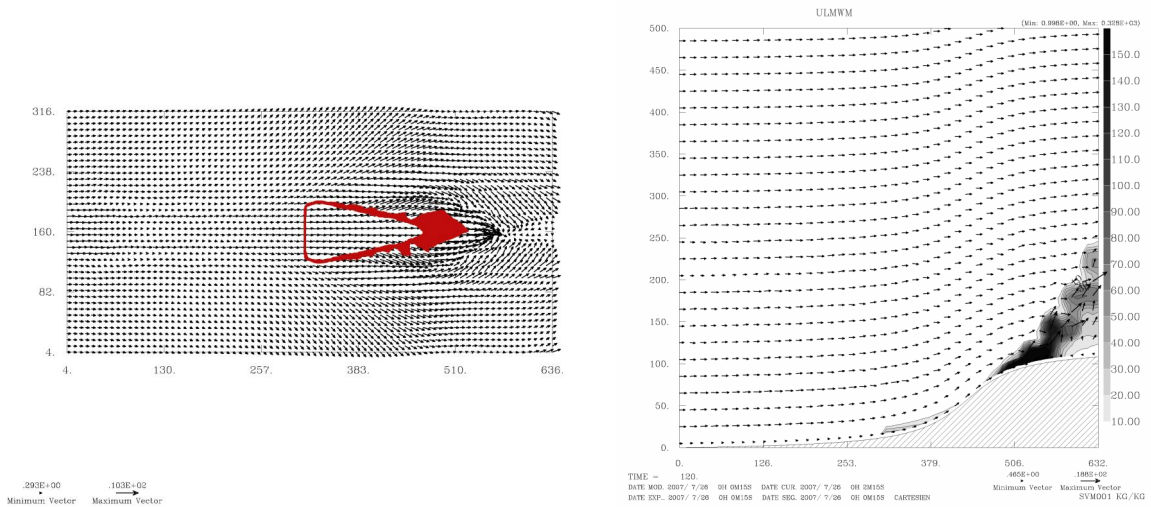 ULMWM
(Min: 0.998E+00, Max: 0.328E+03)
316.
238.
160.
82.
4.
4. 130. 257. 383. 510. 636.
.293E+00 .103E+02
Minimum Vector Maximum Vector
500.
450.
400.
350.
300.
250.
200.
150.
100.
50.
0.
0. 126. 253. 379. 506. 632.
150.0
140.0
130.0
120.0
110.0
100.0
90.00
80.00
70.00
60.00
50.00
40.00
30.00
20.00
10.00
TIME = 120.
.465E+00 .188E+02
DATE MOD. 2007/ 7/26 0H 0M15S DATE CUR. 2007/ 7/26 0H 2M15S
Minimum Vector Maximum Vector
DATE EXP.. 2007/ 7/26 0H 0M15S DATE SEG. 2007/ 7/26 0H 0M15S CARTESIEN
SVM001 KG/KG